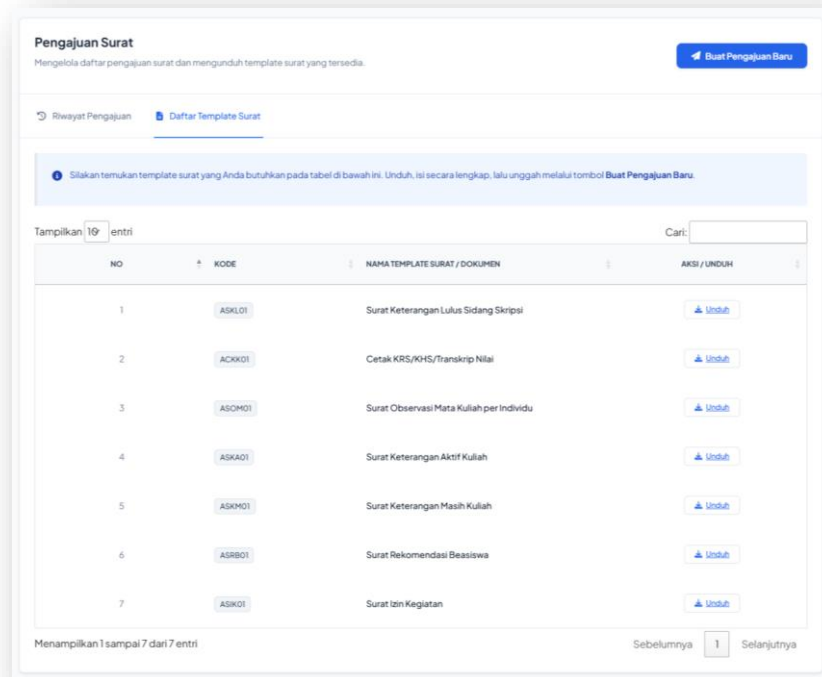 Pengajuan Surat
Mengelola daftar pengajuan surat dan mengunduh template surat yang tersedia.
Buat Pengajuan Baru
Riwayat Pengajuan Daftar Template Surat
Silakan temukan template surat yang Anda butuhkan pada tabel di bawah ini. Unduh, isi secara lengkap, lalu unggah melalui tombol Buat Pengajuan Baru.
Tampilkan 10 entri Cari:
NO KODE NAMA TEMPLATE SURAT / DOKUMEN AKSI / UNDUH
1 ASKL01 Surat Keterangan Lulus Sidang Skripsi Unduh
2 ACKK01 Cetak KRS/KHS/Transkrip Nilai Unduh
3 ASOM01 Surat Observasi Mata Kuliah per Individu Unduh
4 ASKA01 Surat Keterangan Aktif Kuliah Unduh
5 ASKM01 Surat Keterangan Masih Kuliah Unduh
6 ASRB01 Surat Rekomendasi Beasiswa Unduh
7 ASIK01 Surat Izin Kegiatan Unduh
Menampilkan 1 sampai 7 dari 7 entri Sebelumnya 1 Selanjutnya